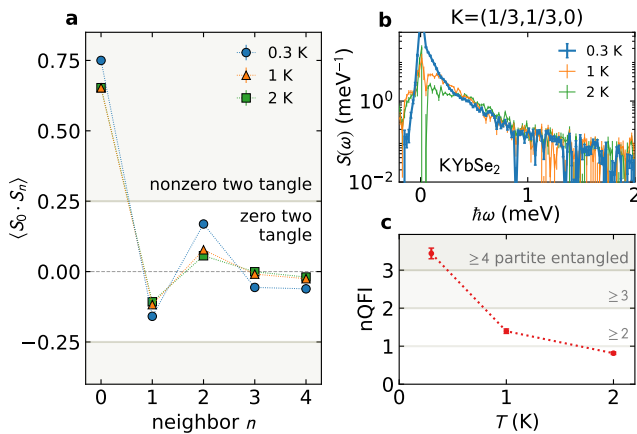 a
0.75
0.50
0.25
0.00
−0.25
⟨S₀ · Sₙ⟩
0.3 K
1 K
2 K
nonzero two tangle
zero two
tangle
0 1 2 3 4
neighbor n
b
K=(1/3,1/3,0)
S(ω) (meV⁻¹)
10⁰
10⁻¹
10⁻²
0.3 K
1 K
2 K
KYbSe₂
0 1 2
ℏω (meV)
c
nQFI
4
3
2
1
0
≥4 partite entangled
≥3
≥2
1 2
T (K)